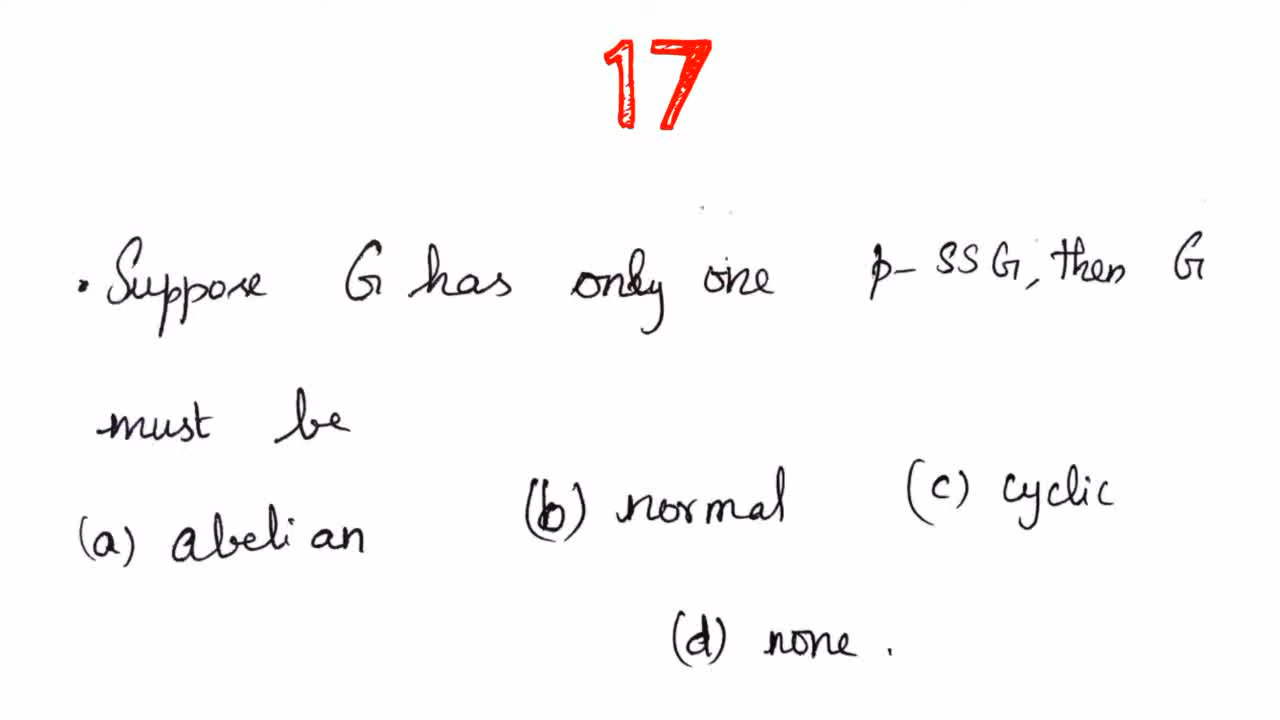 17
• Suppose G has only one p-SSG, then G
must be
(a) abelian (b) normal (c) cyclic
(d) none .